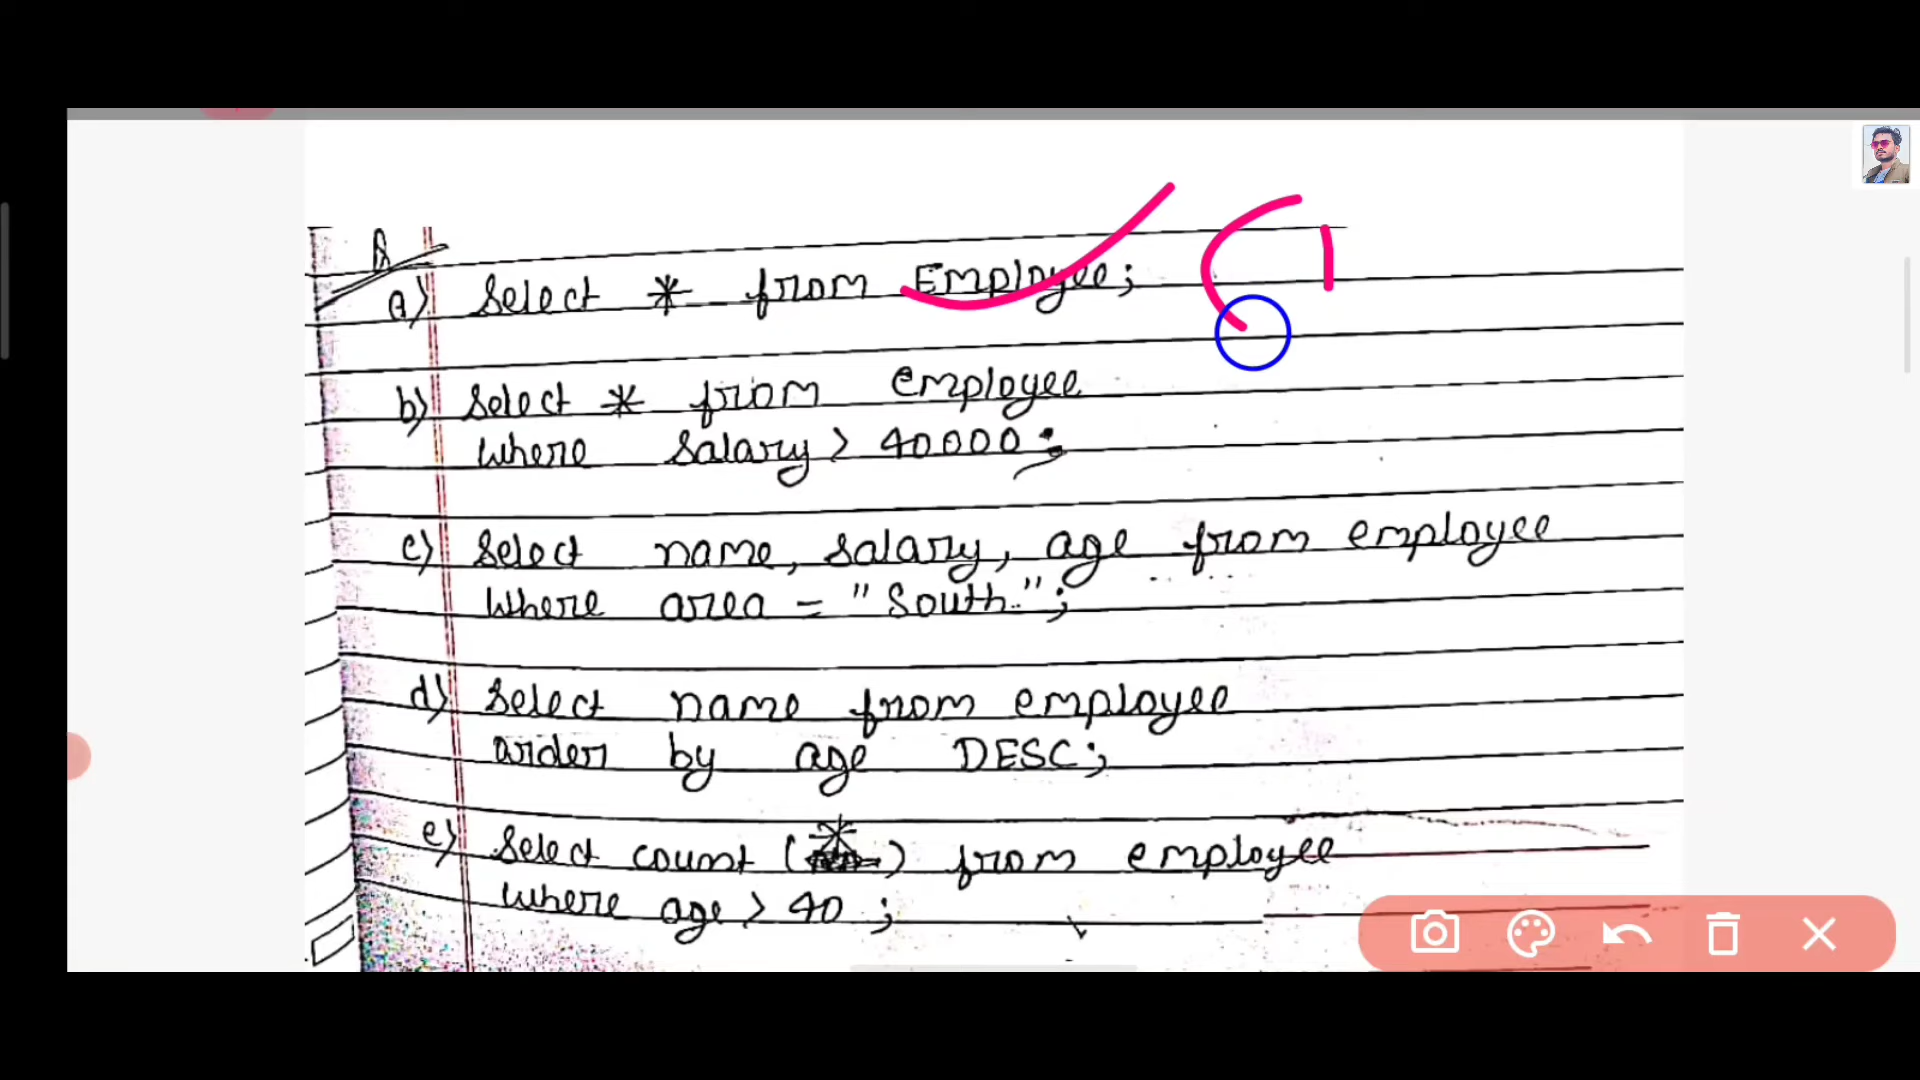 A
a) Select * from Employee;
b) Select * from employee
where salary > 40000;
c) Select name, salary, age from employee
where area = "South";
d) Select name from employee
order by age DESC;
e) Select count (*) from employee
where age > 40 ;